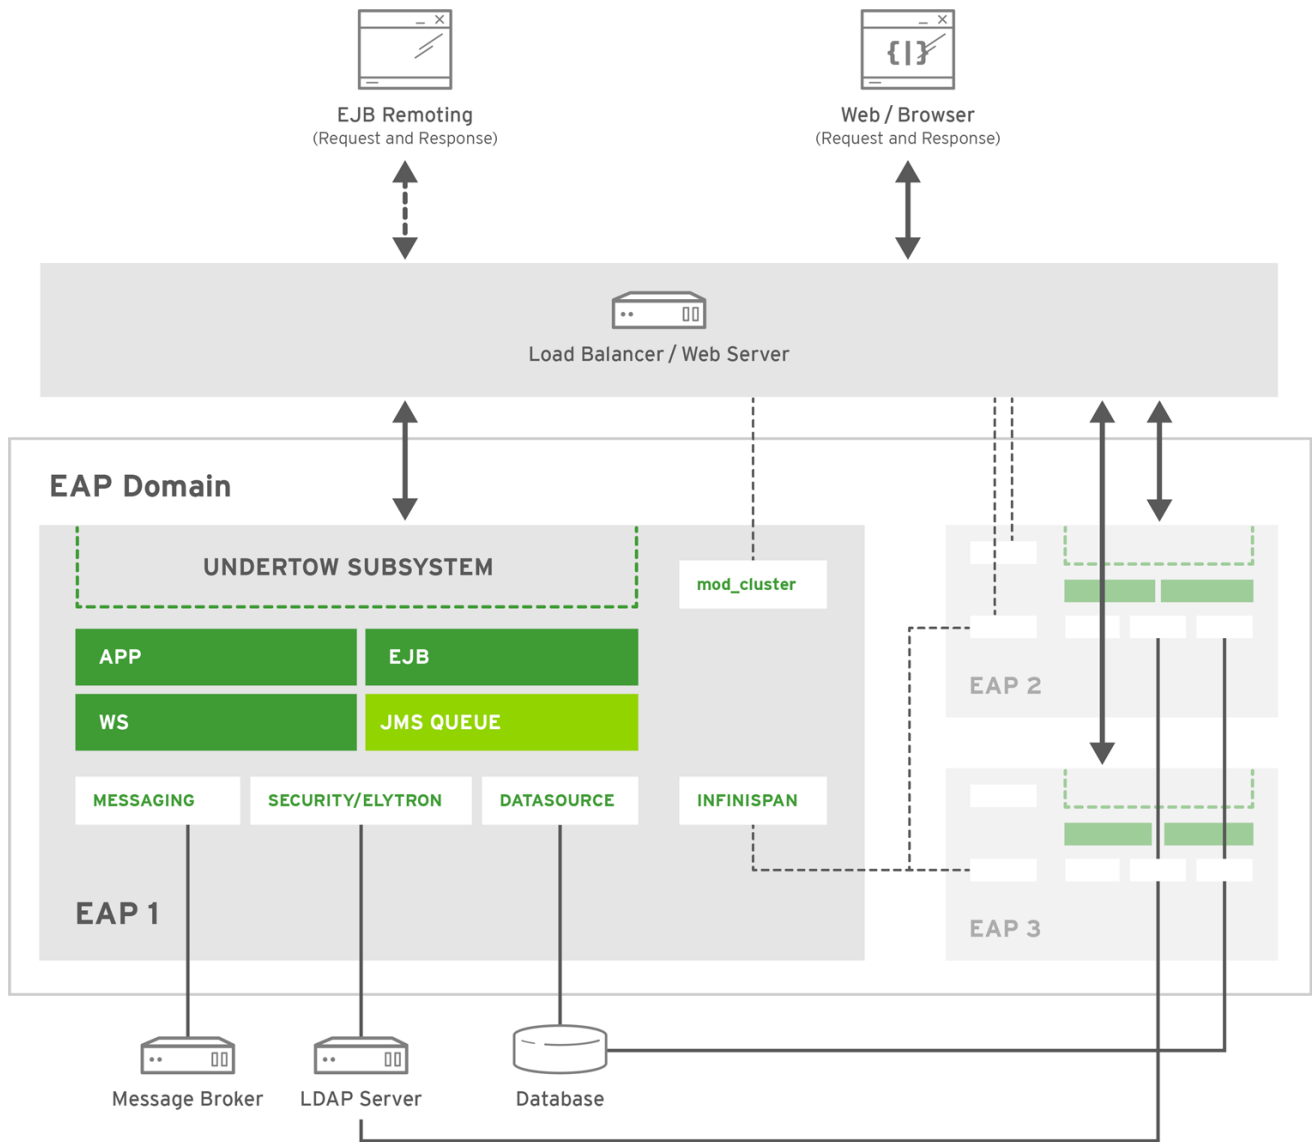 {|}
EJB Remoting
(Request and Response)
Web / Browser
(Request and Response)
Load Balancer / Web Server
EAP Domain
UNDERTOW SUBSYSTEM
mod_cluster
APP
EJB
WS
JMS QUEUE
MESSAGING
SECURITY/ELYTRON
DATASOURCE
INFINISPAN
EAP 1
EAP 2
EAP 3
Message Broker
LDAP Server
Database